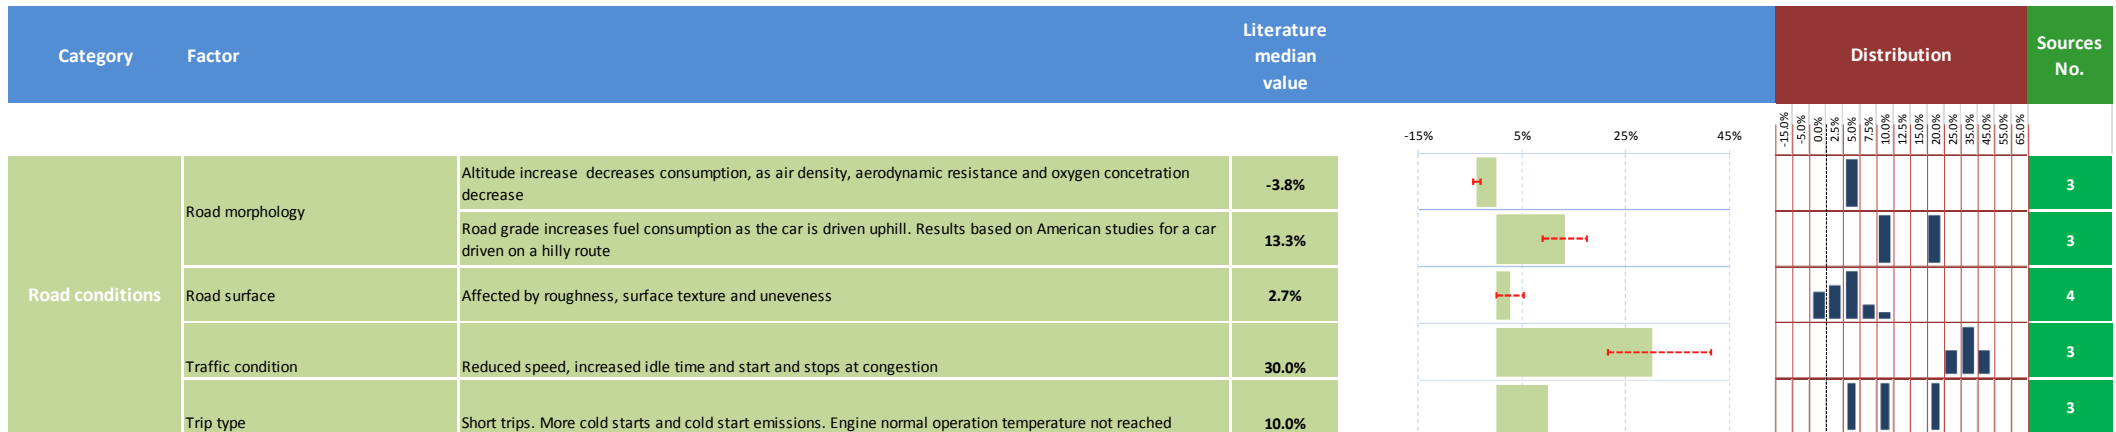 Category
Factor
Literature
median
value
Distribution
Sources
No.
-15%
5%
25%
45%
-15.0%
-5.0%
0.0%
2.5%
5.0%
7.5%
10.0%
12.5%
15.0%
20.0%
25.0%
35.0%
45.0%
55.0%
65.0%
Road conditions
Road morphology
Altitude increase  decreases consumption, as air density, aerodynamic resistance and oxygen concetration
decrease
-3.8%
3
Road grade increases fuel consumption as the car is driven uphill. Results based on American studies for a car
driven on a hilly route
13.3%
3
Road surface
Affected by roughness, surface texture and uneveness
2.7%
4
Traffic condition
Reduced speed, increased idle time and start and stops at congestion
30.0%
3
Trip type
Short trips. More cold starts and cold start emissions. Engine normal operation temperature not reached
10.0%
3